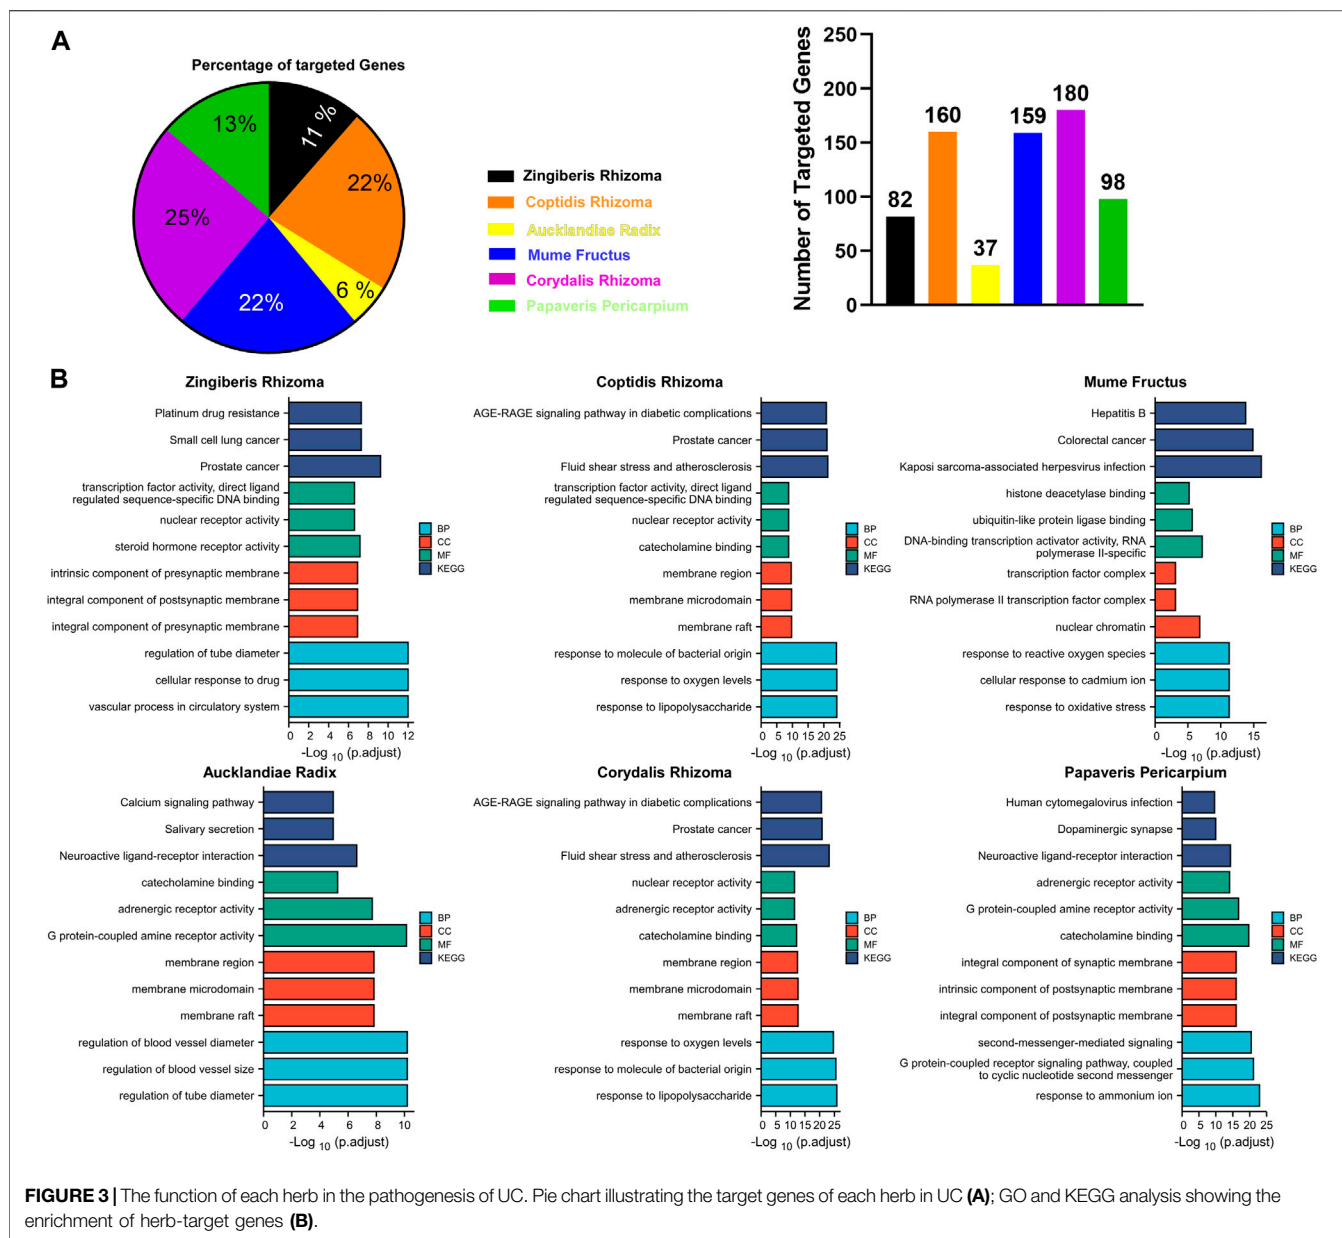 A
Percentage of targeted Genes
11 %
22%
6 %
22%
25%
13%
Zingiberis Rhizoma
Coptidis Rhizoma
Aucklandiae Radix
Mume Fructus
Corydalis Rhizoma
Papaveris Pericarpium
Number of Targeted Genes
250
200
150
100
50
0
82
160
37
159
180
98
B
Zingiberis Rhizoma
Platinum drug resistance
Small cell lung cancer
Prostate cancer
transcription factor activity, direct ligand
regulated sequence-specific DNA binding
nuclear receptor activity
steroid hormone receptor activity
intrinsic component of presynaptic membrane
integral component of postsynaptic membrane
integral component of presynaptic membrane
regulation of tube diameter
cellular response to drug
vascular process in circulatory system
0 2 4 6 8 10 12
-Log 10 (p.adjust)
BP
CC
MF
KEGG
Coptidis Rhizoma
AGE-RAGE signaling pathway in diabetic complications
Prostate cancer
Fluid shear stress and atherosclerosis
transcription factor activity, direct ligand
regulated sequence-specific DNA binding
nuclear receptor activity
catecholamine binding
membrane region
membrane microdomain
membrane raft
response to molecule of bacterial origin
response to oxygen levels
response to lipopolysaccharide
0 5 10 15 20 25
-Log 10 (p.adjust)
BP
CC
MF
KEGG
Mume Fructus
Hepatitis B
Colorectal cancer
Kaposi sarcoma-associated herpesvirus infection
histone deacetylase binding
ubiquitin-like protein ligase binding
DNA-binding transcription activator activity, RNA
polymerase II-specific
transcription factor complex
RNA polymerase II transcription factor complex
nuclear chromatin
response to reactive oxygen species
cellular response to cadmium ion
response to oxidative stress
0 5 10 15
-Log 10 (p.adjust)
BP
CC
MF
KEGG
Aucklandiae Radix
Calcium signaling pathway
Salivary secretion
Neuroactive ligand-receptor interaction
catecholamine binding
adrenergic receptor activity
G protein-coupled amine receptor activity
membrane region
membrane microdomain
membrane raft
regulation of blood vessel diameter
regulation of blood vessel size
regulation of tube diameter
0 2 4 6 8 10
-Log 10 (p.adjust)
BP
CC
MF
KEGG
Corydalis Rhizoma
AGE-RAGE signaling pathway in diabetic complications
Prostate cancer
Fluid shear stress and atherosclerosis
nuclear receptor activity
adrenergic receptor activity
catecholamine binding
membrane region
membrane microdomain
membrane raft
response to oxygen levels
response to molecule of bacterial origin
response to lipopolysaccharide
0 5 10 15 20 25
-Log 10 (p.adjust)
BP
CC
MF
KEGG
Papaveris Pericarpium
Human cytomegalovirus infection
Dopaminergic synapse
Neuroactive ligand-receptor interaction
adrenergic receptor activity
G protein-coupled amine receptor activity
catecholamine binding
integral component of synaptic membrane
intrinsic component of postsynaptic membrane
integral component of postsynaptic membrane
second-messenger-mediated signaling
G protein-coupled receptor signaling pathway, coupled
to cyclic nucleotide second messenger
response to ammonium ion
0 5 10 15 20 25
-Log 10 (p.adjust)
BP
CC
MF
KEGG
FIGURE 3 | The function of each herb in the pathogenesis of UC. Pie chart illustrating the target genes of each herb in UC (A); GO and KEGG analysis showing the
enrichment of herb-target genes (B).